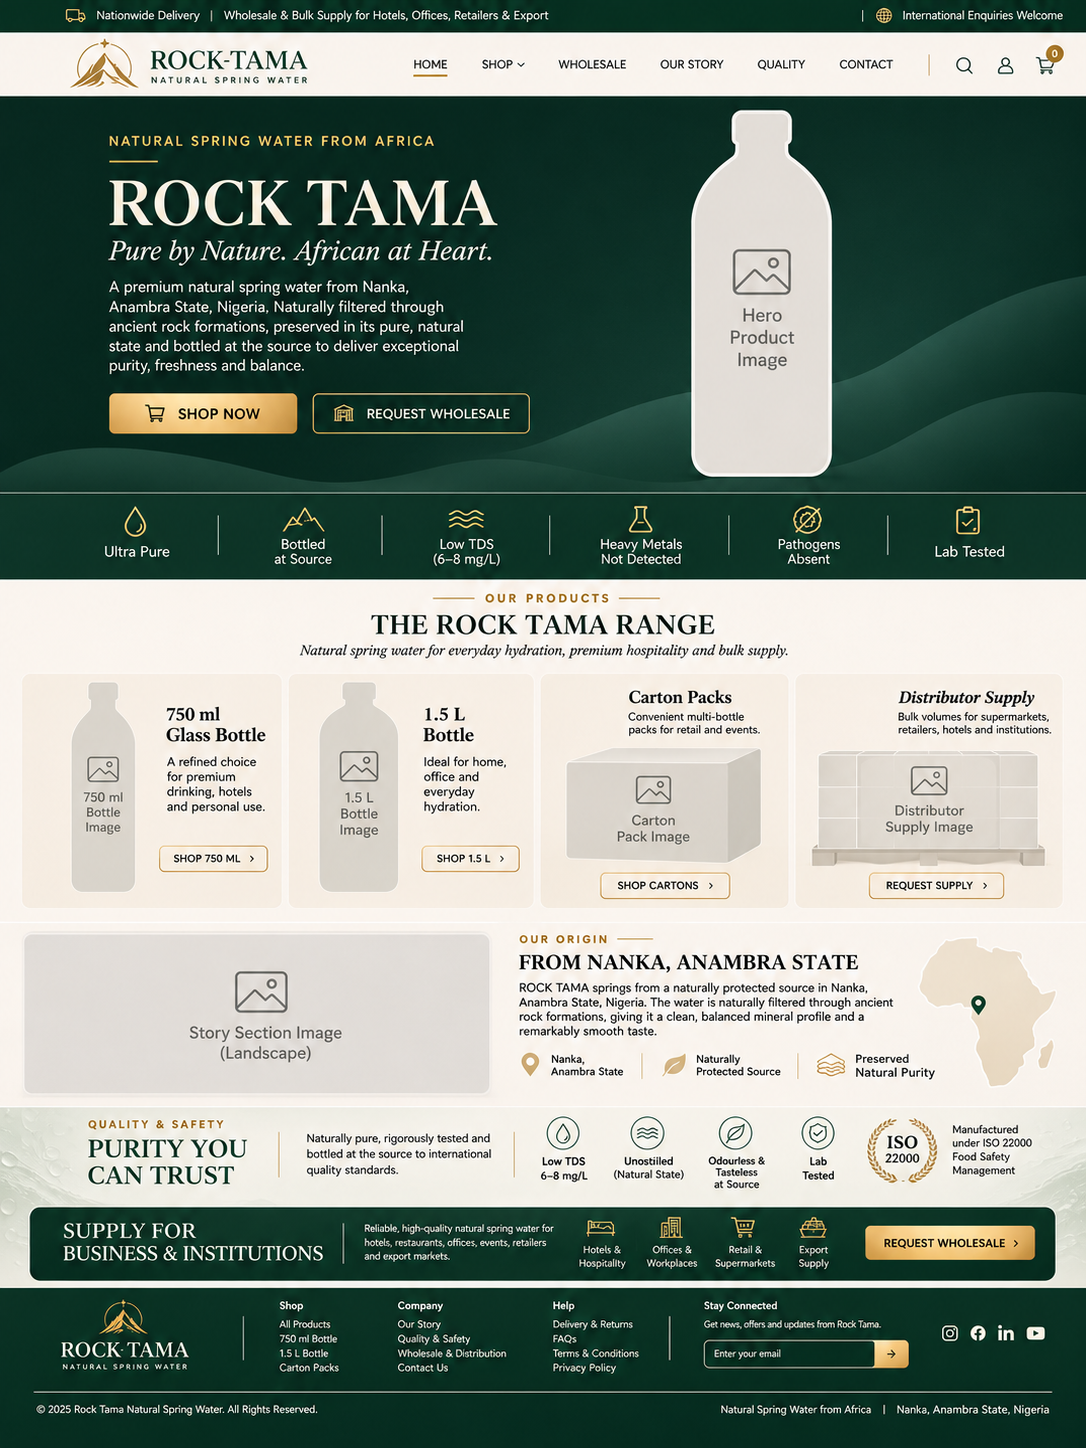 Nationwide Delivery | Wholesale & Bulk Supply for Hotels, Offices, Retailers & Export
| International Enquiries Welcome
ROCK-TAMA
NATURAL SPRING WATER
HOME SHOP WHOLESALE OUR STORY QUALITY CONTACT
0
NATURAL SPRING WATER FROM AFRICA
ROCK TAMA
Pure by Nature. African at Heart.
A premium natural spring water from Nanka,
Anambra State, Nigeria. Naturally filtered through
ancient rock formations, preserved in its pure, natural
state and bottled at the source to deliver exceptional
purity, freshness and balance.
SHOP NOW
REQUEST WHOLESALE
Hero
Product
Image
Ultra Pure
Bottled
at Source
Low TDS
(6–8 mg/L)
Heavy Metals
Not Detected
Pathogens
Absent
Lab Tested
OUR PRODUCTS
THE ROCK TAMA RANGE
Natural spring water for everyday hydration, premium hospitality and bulk supply.
750 ml
Bottle
Image
750 ml
Glass Bottle
A refined choice
for premium
drinking, hotels
and personal use.
SHOP 750 ML >
1.5 L
Bottle
Image
1.5 L
Bottle
Ideal for home,
office and
everyday
hydration.
SHOP 1.5 L >
Carton Packs
Convenient multi-bottle
packs for retail and events.
Carton
Pack Image
SHOP CARTONS >
Distributor Supply
Bulk volumes for supermarkets,
retailers, hotels and institutions.
Distributor
Supply Image
REQUEST SUPPLY >
Story Section Image
(Landscape)
OUR ORIGIN
FROM NANKA, ANAMBRA STATE
ROCK TAMA springs from a naturally protected source in Nanka,
Anambra State, Nigeria. The water is naturally filtered through ancient
rock formations, giving it a clean, balanced mineral profile and a
remarkably smooth taste.
Nanka,
Anambra State
Naturally
Protected Source
Preserved
Natural Purity
QUALITY & SAFETY
PURITY YOU
CAN TRUST
Naturally pure, rigorously tested and
bottled at the source to international
quality standards.
Low TDS
6–8 mg/L
Unostiiled
(Natural State)
Odourless &
Tasteless
at Source
Lab
Tested
ISO
22000
Manufactured
under ISO 22000
Food Safety
Management
SUPPLY FOR
BUSINESS & INSTITUTIONS
Reliable, high-quality natural spring water for
hotels, restaurants, offices, events, retailers
and export markets.
Hotels &
Hospitality
Offices &
Workplaces
Retail &
Supermarkets
Export
Supply
REQUEST WHOLESALE >
ROCK-TAMA
NATURAL SPRING WATER
Shop
All Products
750 ml Bottle
1.5 L Bottle
Carton Packs
Company
Our Story
Quality & Safety
Wholesale & Distribution
Contact Us
Help
Delivery & Returns
FAQs
Terms & Conditions
Privacy Policy
Stay Connected
Get news, offers and updates from Rock Tama.
Enter your email
© 2025 Rock Tama Natural Spring Water. All Rights Reserved.
Natural Spring Water from Africa | Nanka, Anambra State, Nigeria